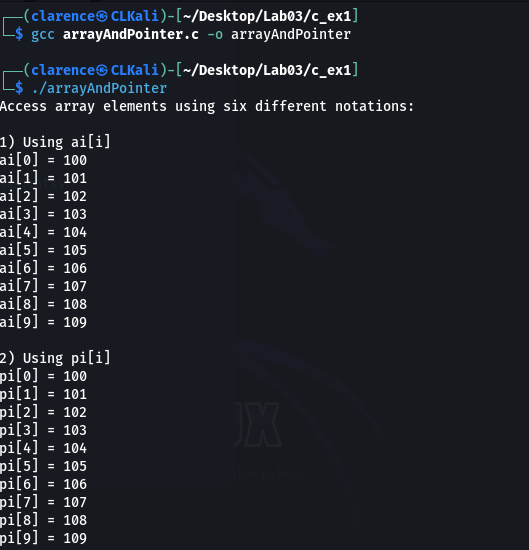 ┌──(clarence㉿CLKali)-[~/Desktop/Lab03/c_ex1]
└─$ gcc arrayAndPointer.c -o arrayAndPointer
┌──(clarence㉿CLKali)-[~/Desktop/Lab03/c_ex1]
└─$ ./arrayAndPointer
Access array elements using six different notations:
1) Using ai[i]
ai[0] = 100
ai[1] = 101
ai[2] = 102
ai[3] = 103
ai[4] = 104
ai[5] = 105
ai[6] = 106
ai[7] = 107
ai[8] = 108
ai[9] = 109
2) Using pi[i]
pi[0] = 100
pi[1] = 101
pi[2] = 102
pi[3] = 103
pi[4] = 104
pi[5] = 105
pi[6] = 106
pi[7] = 107
pi[8] = 108
pi[9] = 109